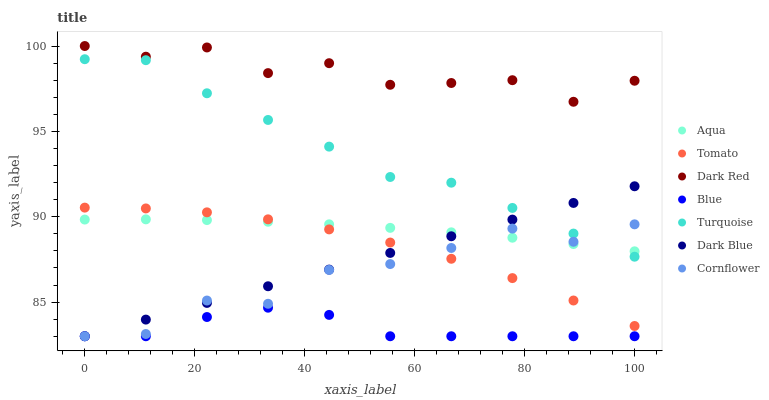 title
yaxis_label
100
95
90
85
0
20
40
60
80
100
xaxis_label
Aqua
Tomato
Dark Red
Blue
Turquoise
Dark Blue
Cornflower